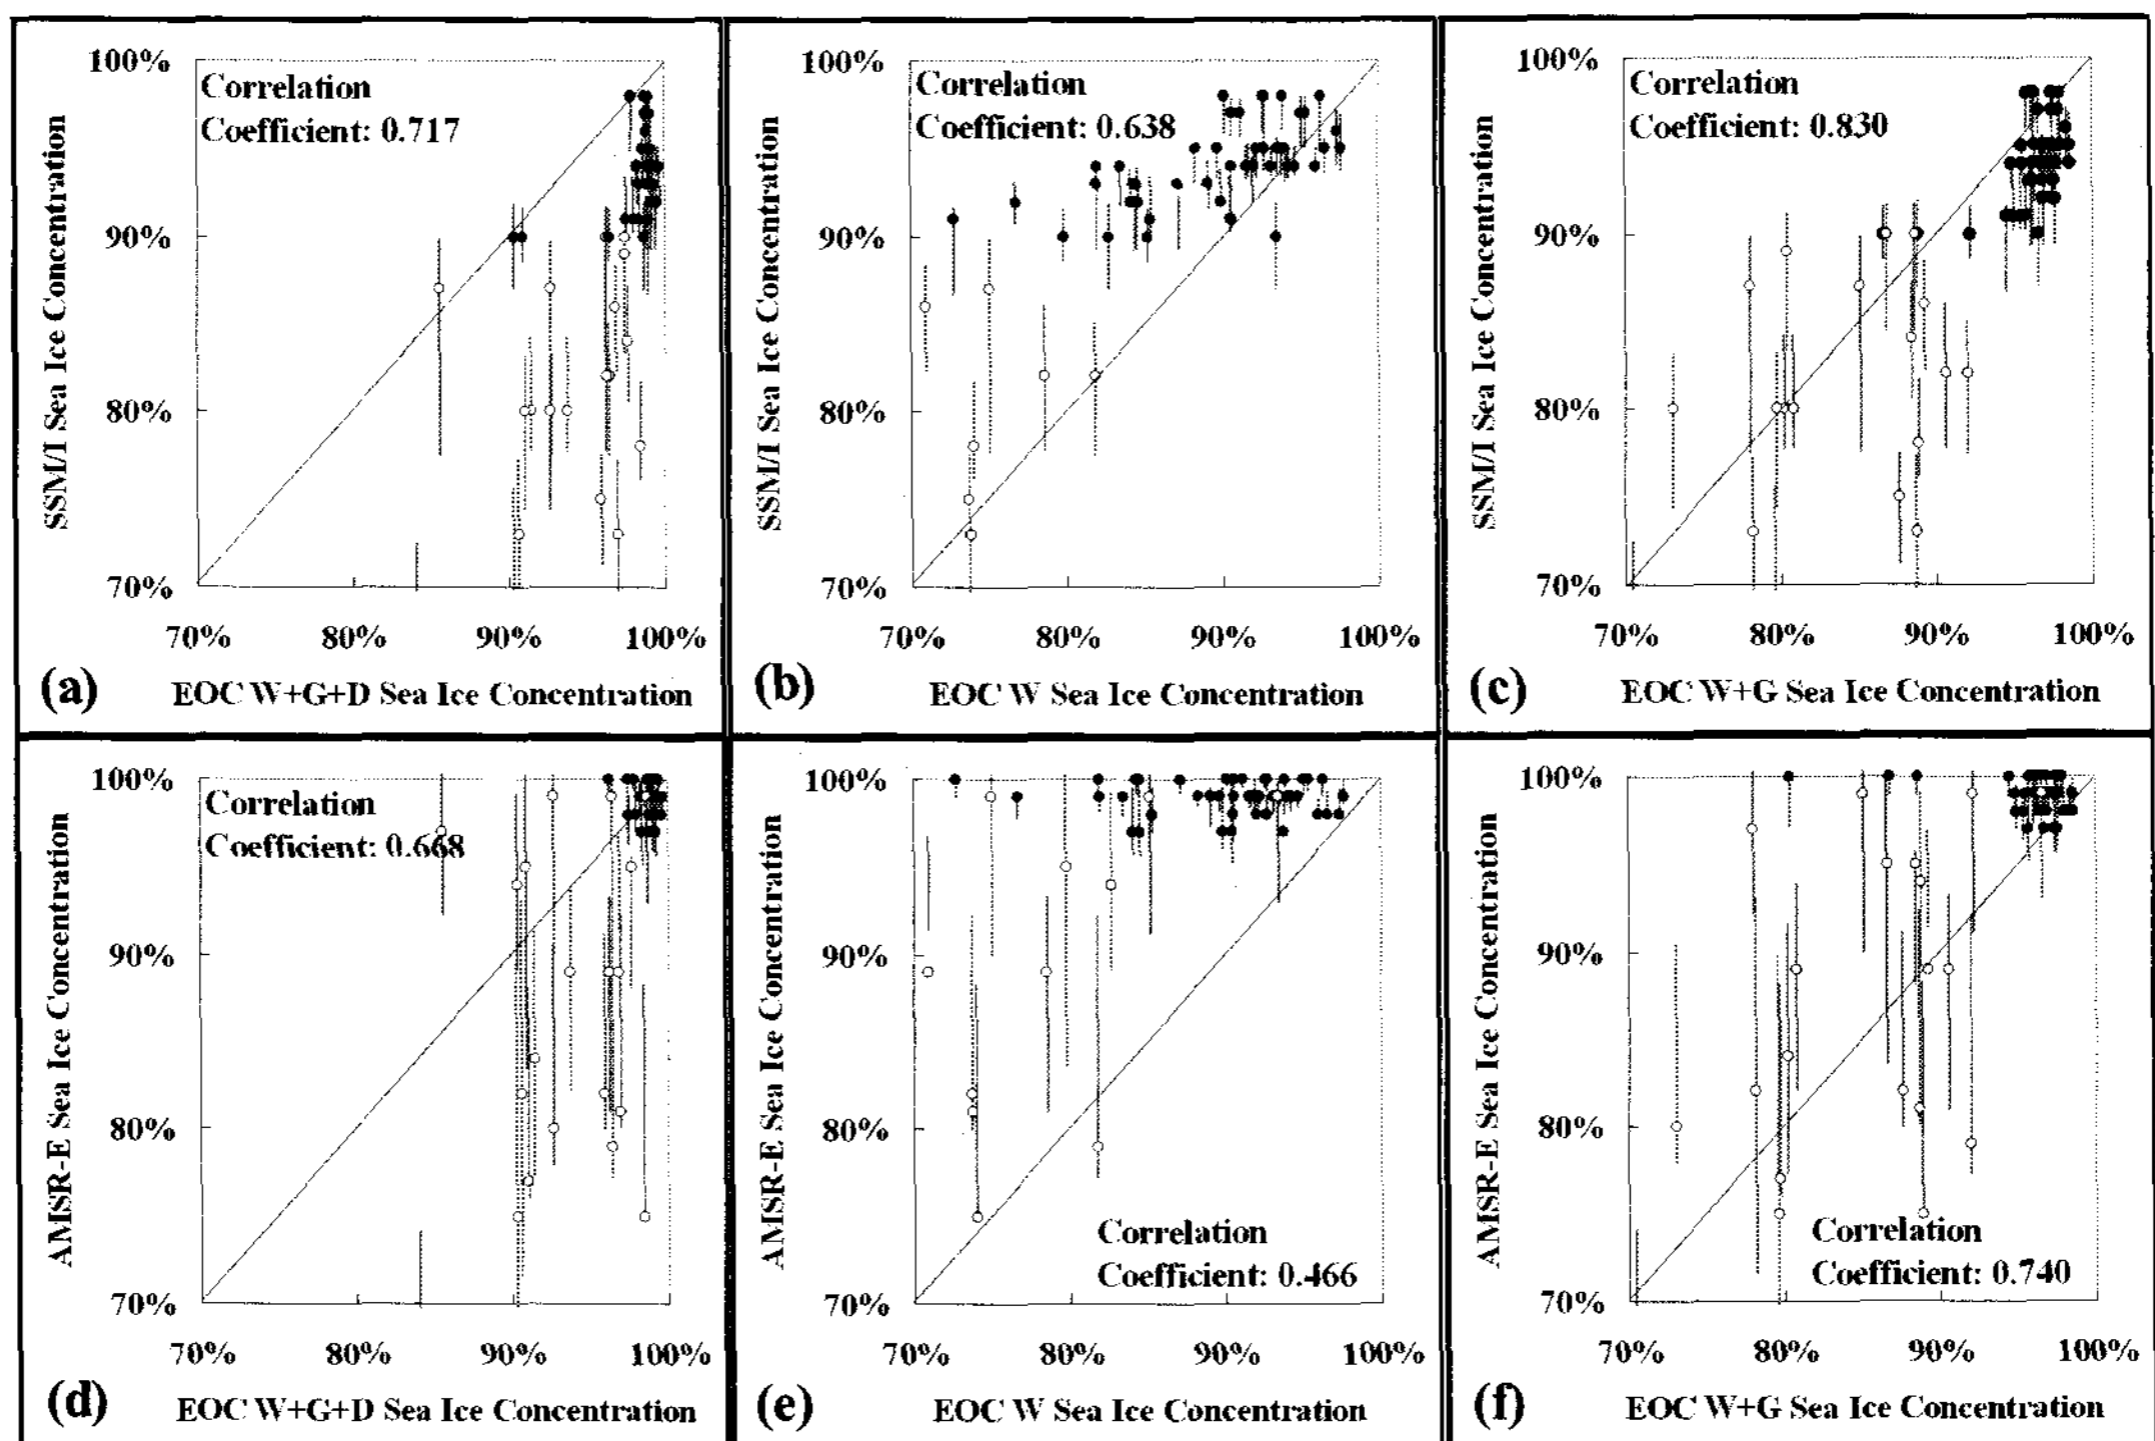 100%
Correlation
Coefficient: 0.717
90%
80%
70%
70% 80% 90% 100%
SSM/I Sea Ice Concentration
(a) EOC W+G+D Sea Ice Concentration
100%
Correlation
Coefficient: 0.638
90%
80%
70%
70% 80% 90% 100%
SSM/I Sea Ice Concentration
(b) EOC W Sea Ice Concentration
100%
Correlation
Coefficient: 0.830
90%
80%
70%
70% 80% 90% 100%
SSM/I Sea Ice Concentration
(c) EOC W+G Sea Ice Concentration
100%
Correlation
Coefficient: 0.668
90%
80%
70%
70% 80% 90% 100%
AMSR-E Sea Ice Concentration
(d) EOC W+G+D Sea Ice Concentration
100%
90%
80%
Correlation
Coefficient: 0.466
70%
70% 80% 90% 100%
AMSR-E Sea Ice Concentration
(e) EOC W Sea Ice Concentration
100%
90%
80%
Correlation
Coefficient: 0.740
70%
70% 80% 90% 100%
AMSR-E Sea Ice Concentration
(f) EOC W+G Sea Ice Concentration